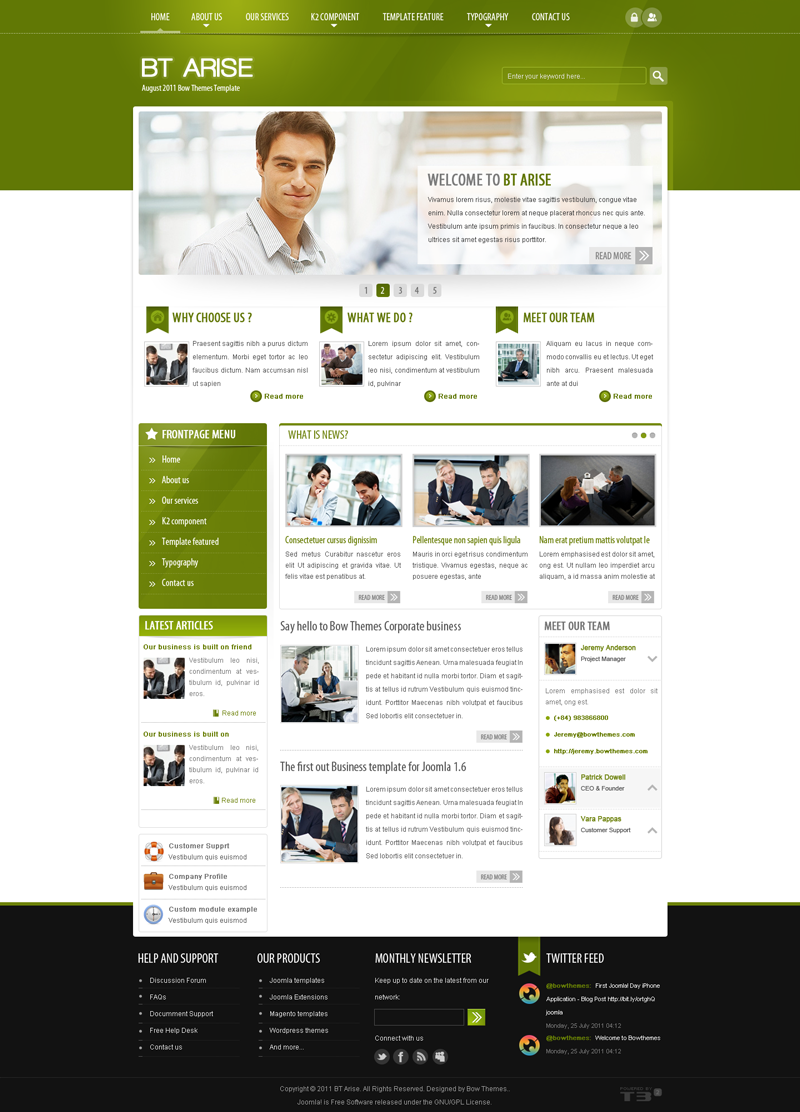 HOME ABOUT US OUR SERVICES K2 COMPONENT TEMPLATE FEATURE TYPOGRAPHY CONTACT US
BT ARISE
August 2011 Bow Themes Template
Enter your keyword here...
WELCOME TO BT ARISE
Vivamus lorem risus, molestie vitae sagittis vestibulum, congue vitae
enim. Nulla consectetur lorem at neque placerat rhoncus nec quis ante.
Vestibulum ante ipsum primis in faucibus. In consectetur neque a leo
ultrices sit amet egestas risus porttitor.
READ MORE
1 2 3 4 5
WHY CHOOSE US ?
Praesent sagittis nibh a purus dictum
elementum. Morbi eget tortor ac leo
faucibus dictum. Nam accumsan nisl
ut sapien
Read more
WHAT WE DO ?
Lorem ipsum dolor sit amet, con-
sectetur adipiscing elit. Vestibulum
leo nisi, condimentum at vestibulum
id, pulvinar
Read more
MEET OUR TEAM
Aliquam eu lacus in neque com-
modo convallis eu et lectus. Ut eget
nibh arcu. Praesent malesuada
ante at dui
Read more
FRONTPAGE MENU
Home
About us
Our services
K2 component
Template featured
Typography
Contact us
WHAT IS NEWS?
Consectetuer cursus dignissim
Sed metus Curabitur nascetur eros
elit Ut adipiscing et gravida vitae. Ut
felis vitae est penatibus at.
READ MORE
Pellentesque non sapien quis ligula
Mauris in orci eget risus condimentum
tristique. Vivamus egestas, neque ac
posuere egestas, ante
READ MORE
Nam erat pretium mattis volutpat le
Lorem emphasised est dolor sit amet,
ong est. Ut nullam leo imperdiet arcu
aliquam, a id massa anim molestie at
READ MORE
LATEST ARTICLES
Our business is built on friend
Vestibulum leo nisi,
condimentum at ves-
tibulum id, pulvinar id
eros.
Read more
Our business is built on
Vestibulum leo nisi,
condimentum at ves-
tibulum id, pulvinar id
eros.
Read more
Customer Supprt
Vestibulum quis euismod
Company Profile
Vestibulum quis euismod
Custom module example
Vestibulum quis euismod
Say hello to Bow Themes Corporate business
Lorem ipsum dolor sit amet consectetuer eros tellus
tincidunt sagittis Aenean. Urna malesuada feugiat In
pede et habitant id nulla morbi tortor. Diam et sagit-
tis at tellus id rutrum Vestibulum quis euismod tinc-
idunt. Porttitor Maecenas volutpat porttitor faucibus
Sed lobortis elit consectetuer in.
READ MORE
The first out Business template for Joomla 1.6
Lorem ipsum dolor sit amet consectetuer eros tellus
tincidunt sagittis Aenean. Urna malesuada feugiat In
pede et habitant id nulla morbi tortor. Diam et sagit-
tis at tellus id rutrum Vestibulum quis euismod tinc-
idunt. Porttitor Maecenas volutpat porttitor faucibus
Sed lobortis elit consectetuer in.
READ MORE
MEET OUR TEAM
Jeremy Anderson
Project Manager
Lorem emphasised est dolor sit
amet, ong est.
(+84) 983866800
Jeremy@bowthemes.com
http://jeremy.bowthemes.com
Patrick Dowell
CEO & Founder
Vara Pappas
Customer Support
HELP AND SUPPORT
Discussion Forum
FAQs
Documment Support
Free Help Desk
Contact us
OUR PRODUCTS
Joomla templates
Joomla Extensions
Magento templates
Wordpress themes
And more...
MONTHLY NEWSLETTER
Keep up to date on the latest from our
network:
Connect with us
TWITTER FEED
@bowthemes: First Joomla! Day iPhone
Application - Blog Post http://bit.ly/ortghQ
joomla
Monday, 25 July 2011 04:12
@bowthemes: Welcome to Bowthemes
Monday, 25 July 2011 04:12
Copyright © 2011 BT Arise. All Rights Reserved. Designed by Bow Themes..
Joomla! is Free Software released under the GNU/GPL License.
POWERED BY
T3